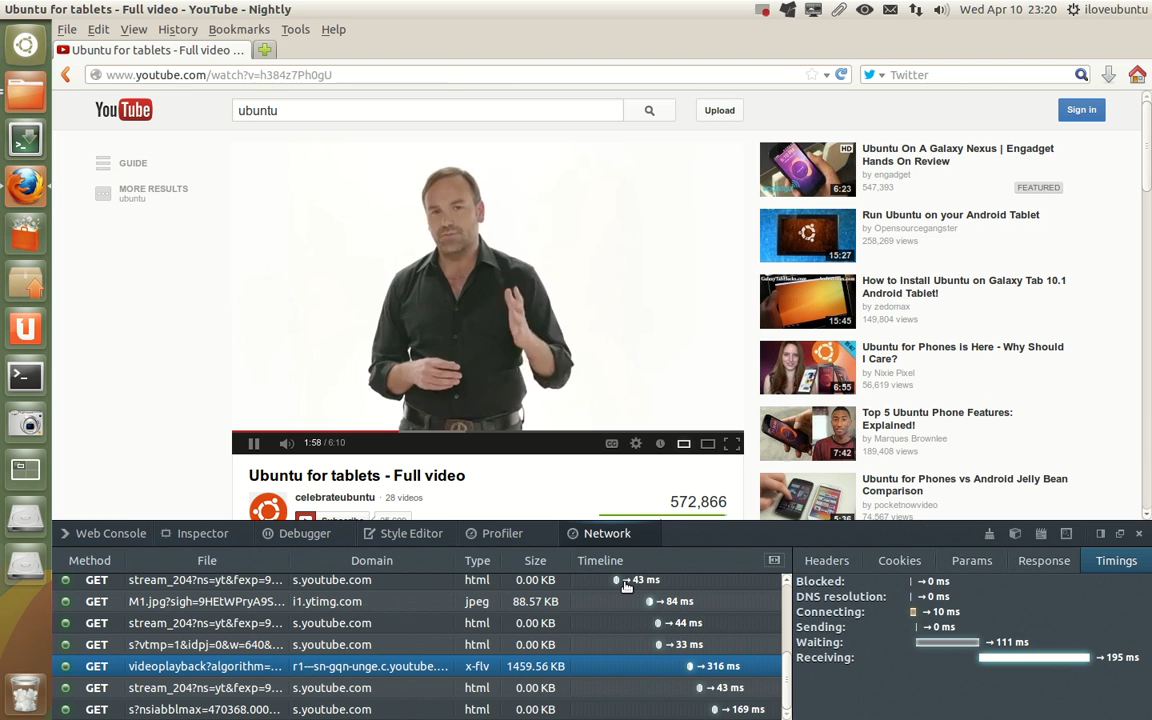 Ubuntu for tablets - Full video - YouTube - Nightly
Wed Apr 10 23:20
iloveubuntu
File Edit View History Bookmarks Tools Help
Ubuntu for tablets - Full video ...
www.youtube.com/watch?v=h384z7Ph0gU
Twitter
YouTube
ubuntu
Upload
Sign in
GUIDE
MORE RESULTS
ubuntu
1:58 / 6:10
CC
Ubuntu for tablets - Full video
celebrateubuntu · 28 videos
572,866
HD
6:23
Ubuntu On A Galaxy Nexus | Engadget
Hands On Review
by engadget
547,393
FEATURED
15:27
Run Ubuntu on your Android Tablet
by Opensourcegangster
258,269 views
15:45
How to Install Ubuntu on Galaxy Tab 10.1
Android Tablet!
by zedomax
149,804 views
6:55
Ubuntu for Phones is Here - Why Should
I Care?
by Nixie Pixel
56,619 views
7:42
Top 5 Ubuntu Phone Features:
Explained!
by Marques Brownlee
189,408 views
Ubuntu for Phones vs Android Jelly Bean
Comparison
by pocketnowvideo
74,567 views
Web Console Inspector Debugger Style Editor Profiler Network
Method File Domain Type Size Timeline
GET stream_204?ns=yt&fexp=9... s.youtube.com html 0.00 KB → 43 ms
GET M1.jpg?sigh=9HEtWPryA9S... i1.ytimg.com jpeg 88.57 KB → 84 ms
GET stream_204?ns=yt&fexp=9... s.youtube.com html 0.00 KB → 44 ms
GET s?vtmp=1&idpj=0&w=640&... s.youtube.com html 0.00 KB → 33 ms
GET videoplayback?algorithm=... r1—sn-gqn-unge.c.youtube.... x-flv 1459.56 KB → 316 ms
GET stream_204?ns=yt&fexp=9... s.youtube.com html 0.00 KB → 43 ms
GET s?nsiabblmax=470368.000... s.youtube.com html 0.00 KB → 169 ms
Headers Cookies Params Response Timings
Blocked: → 0 ms
DNS resolution: → 0 ms
Connecting: → 10 ms
Sending: → 0 ms
Waiting: → 111 ms
Receiving: → 195 ms